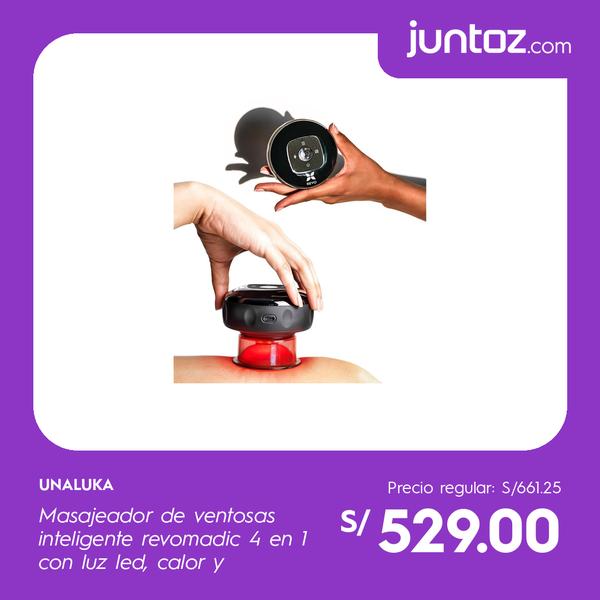 juntoz.com
REVO
UNALUKA
Masajeador de ventosas
inteligente revomadic 4 en 1
con luz led, calor y
Precio regular: S/661.25
S/529.00